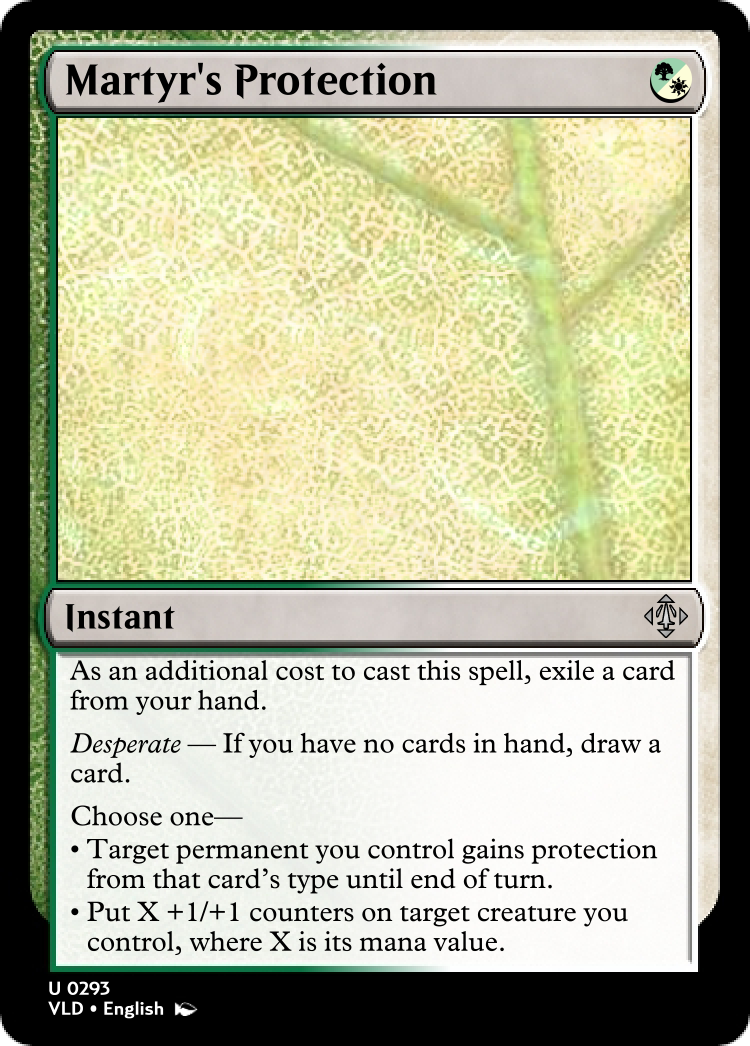 Martyr's Protection
Instant
As an additional cost to cast this spell, exile a card
from your hand.
Desperate — If you have no cards in hand, draw a
card.
Choose one—
• Target permanent you control gains protection
from that card’s type until end of turn.
• Put X +1/+1 counters on target creature you
control, where X is its mana value.
U 0293
VLD • English